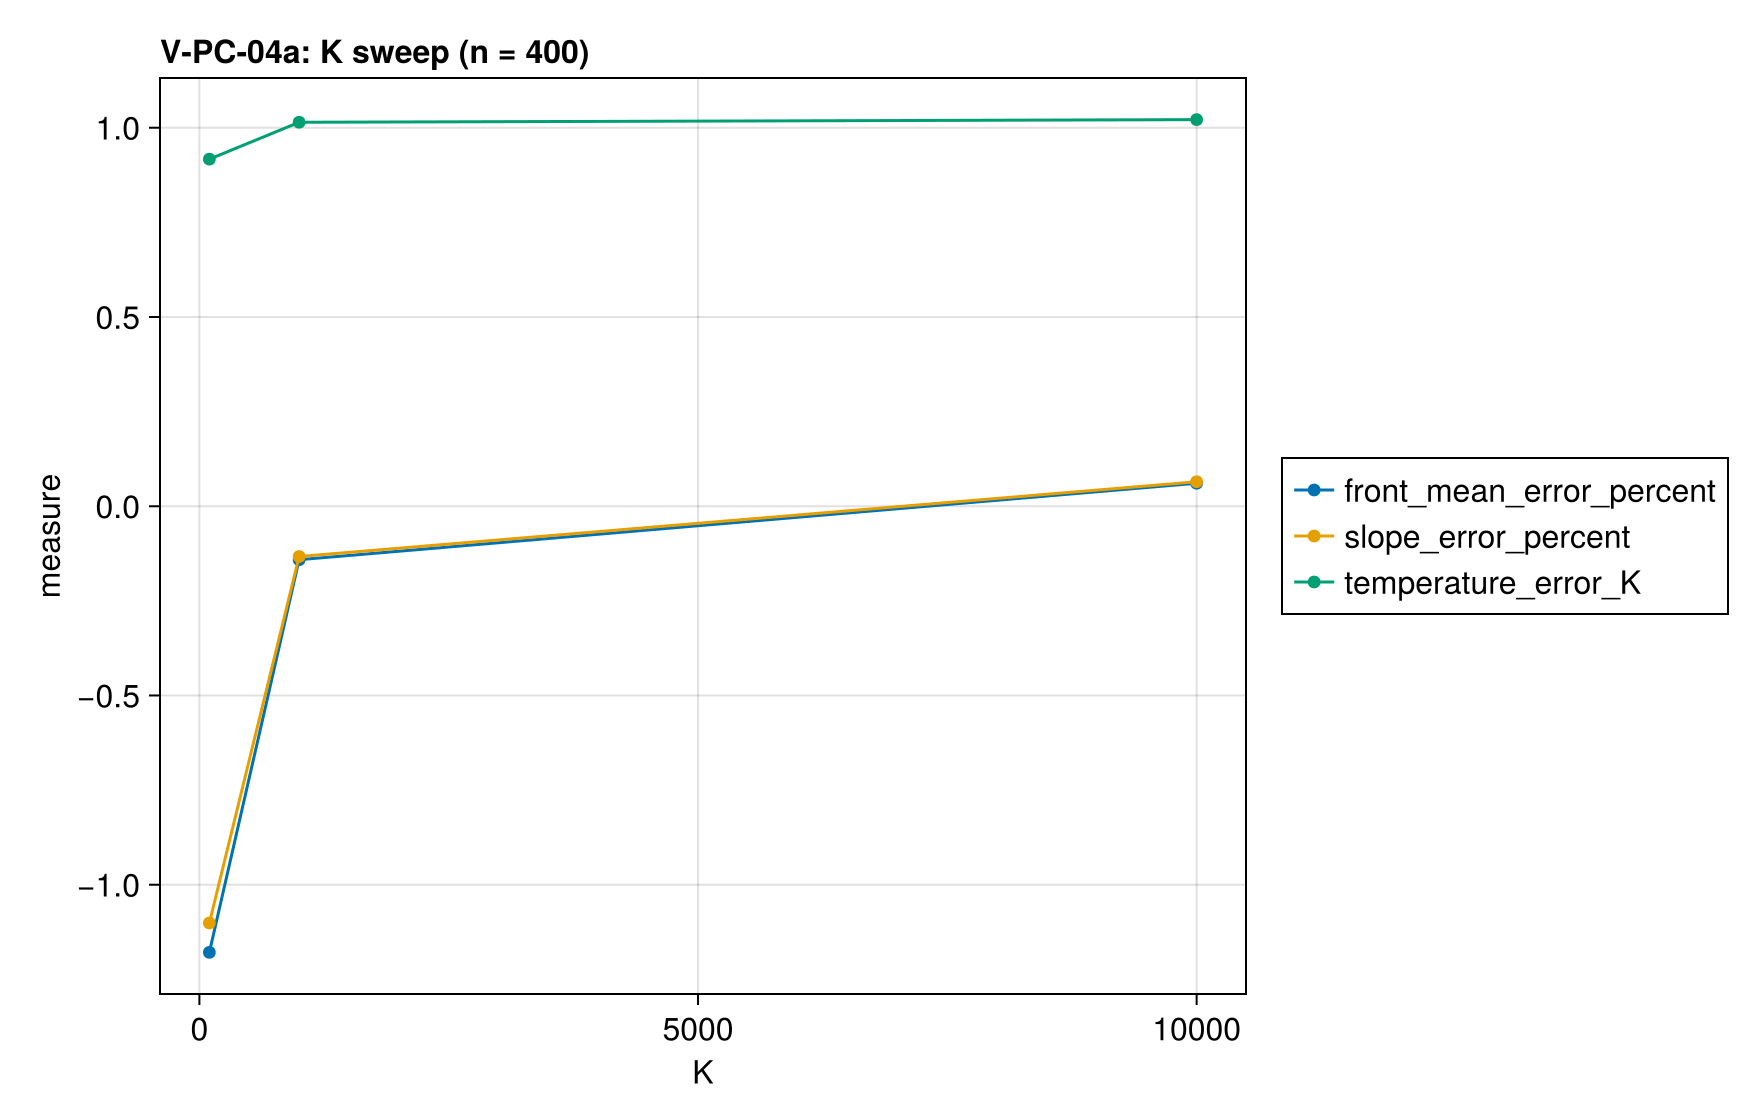 V-PC-04a: K sweep (n = 400)
1.0
0.5
0.0
−0.5
−1.0
measure
0
5000
10000
K
front_mean_error_percent
slope_error_percent
temperature_error_K